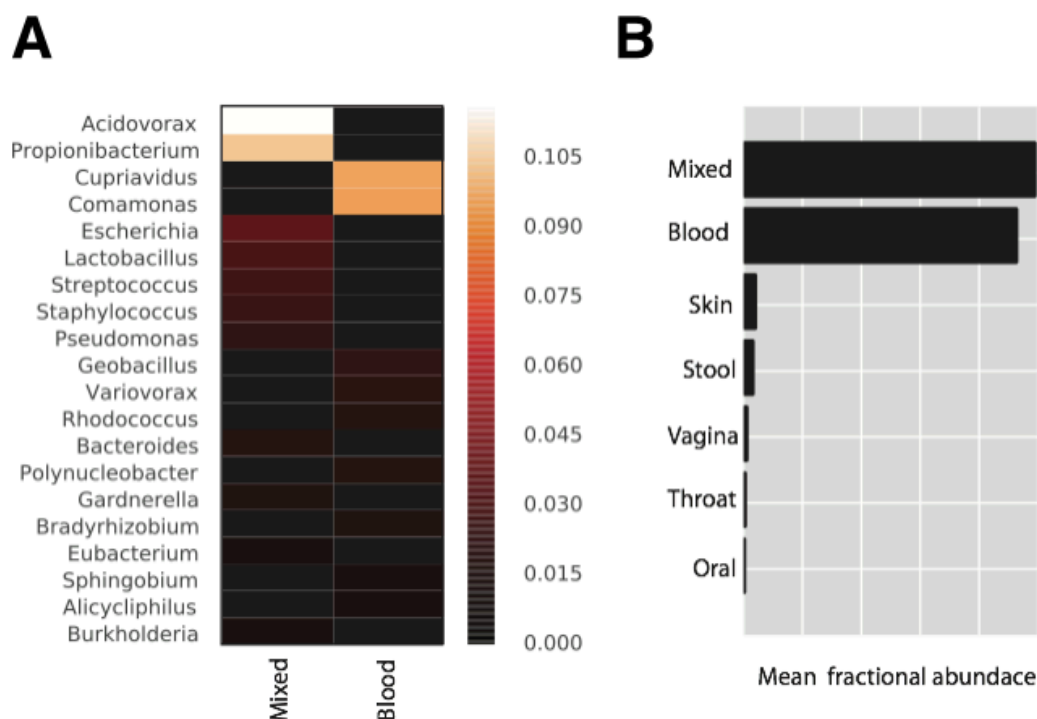 A
Acidovorax
Propionibacterium
Cupriavidus
Comamonas
Escherichia
Lactobacillus
Streptococcus
Staphylococcus
Pseudomonas
Geobacillus
Variovorax
Rhodococcus
Bacteroides
Polynucleobacter
Gardnerella
Bradyrhizobium
Eubacterium
Sphingobium
Alicycliphilus
Burkholderia
Mixed
Blood
0.105
0.090
0.075
0.060
0.045
0.030
0.015
0.000
B
Mixed
Blood
Skin
Stool
Vagina
Throat
Oral
Mean fractional abundace